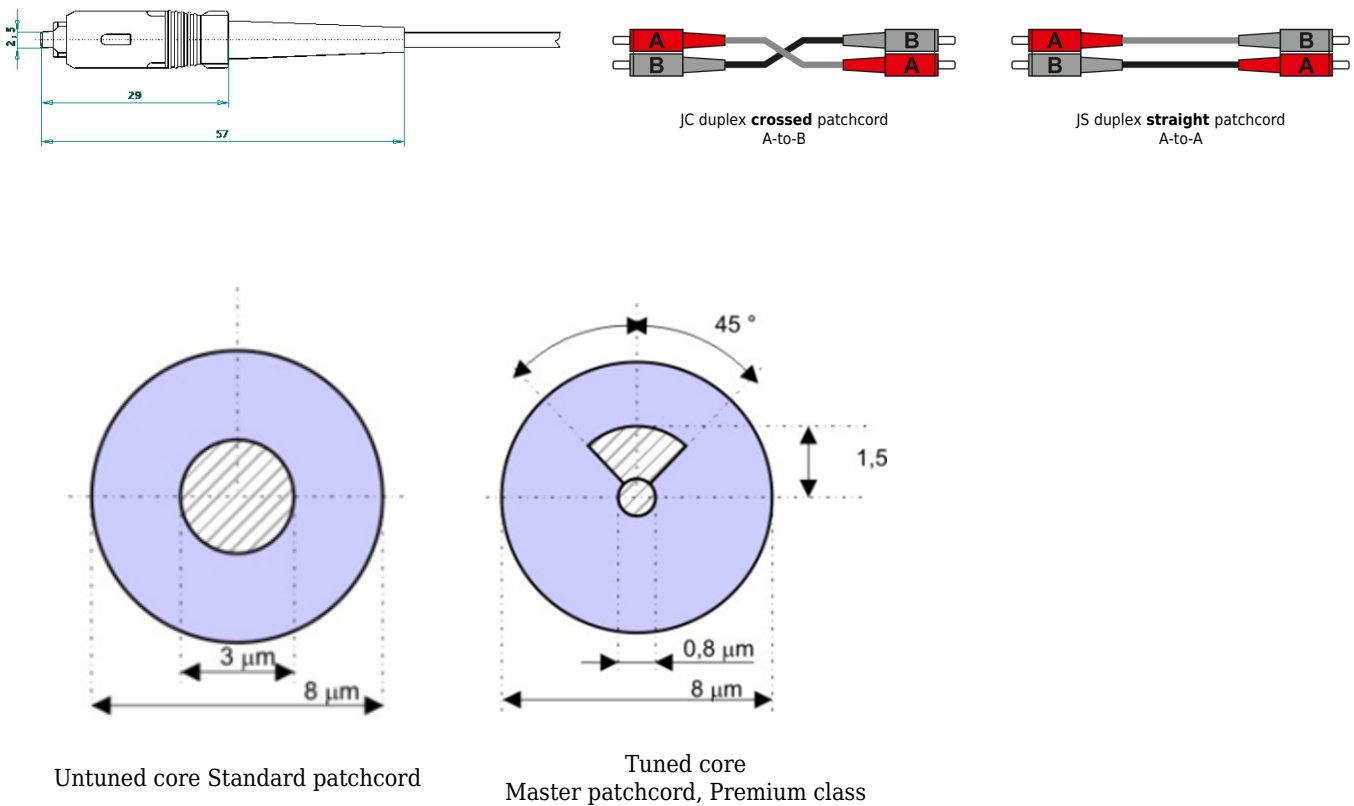 2,5
29
57
A
B
B
A
JC duplex crossed patchcord
A-to-B
A
B
B
A
JS duplex straight patchcord
A-to-A
3 μm
8 μm
Untuned core Standard patchcord
45 °
1,5
0,8 μm
8 μm
Tuned core
Master patchcord, Premium class